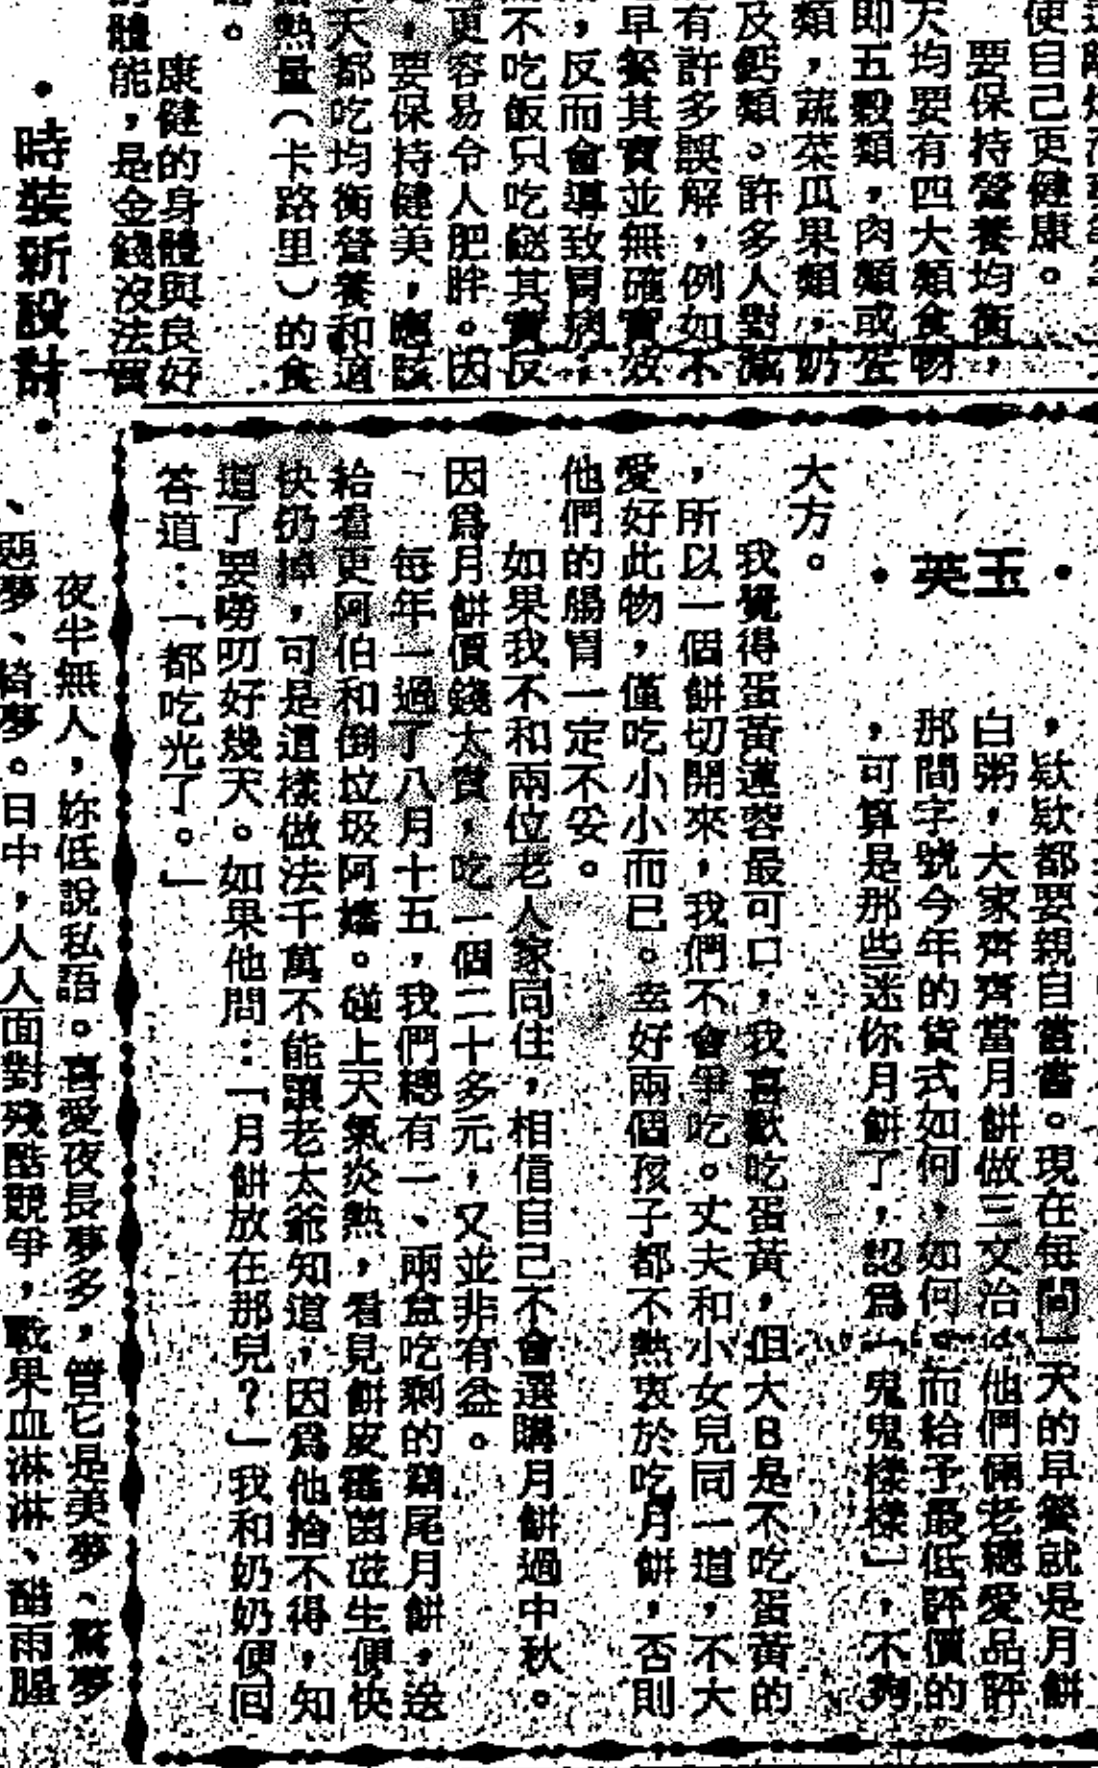 使自己更健康。
要保持營養均衡，
天均要有四大類食物
即五穀類，肉類或蛋
類，蔬菜瓜果類，奶
及鈣類。許多人對減
有許多誤解，例如不
早餐其實並無確實效
，反而會導致胃病；
不吃飯只吃餸其實反
更容易令人肥胖。因
，要保持健美，應該
天都吃均衡營養和適
熱量（卡路里）的食
。
康健的身體與良好
體能，是金錢沒法買
·時裝新設計·
·玉英·
，欵欵都要親自嘗嘗。現在每間一天的早餐就是月餅
白粥，大家齊齊當月餅做三文治。他們倆老總愛品評
那間字號今年的貨式如何，如何。而給予最低評價的
，可算是那些迷你月餅了，認爲「鬼鬼樣樣」，不夠
大方。
我覺得蛋黃蓮蓉最可口，我喜歡吃蛋黃，但大B是不吃蛋黃的
，所以一個餅切開來，我們不會爭吃。丈夫和小女兒同一道，不大
愛好此物，僅吃小小而已。幸好兩個孩子都不熱衷於吃月餅，否則
他們的腸胃一定不妥。
如果我不和兩位老人家同住，相信自己不會選購月餅過中秋。
因爲月餅價錢太貴，吃一個二十多元，又並非有益。
每年一過了八月十五，我們總有一、兩盒吃剩的鷄尾月餅，送
給看更阿伯和倒垃圾阿嬸。碰上天氣炎熱，看見餅皮霉菌滋生便快
快扔掉，可是這樣做法千萬不能讓老太爺知道，因爲他捨不得，知
道了要嘮叨好幾天。如果他問：「月餅放在那兒？」我和奶奶便回
答道：「都吃光了。」
夜半無人，妳低說私語。喜愛夜長夢多，管它是美夢、驚夢
、惡夢、綺夢。日中，人人面對殘酷競爭，戰果血淋淋、醋雨腥